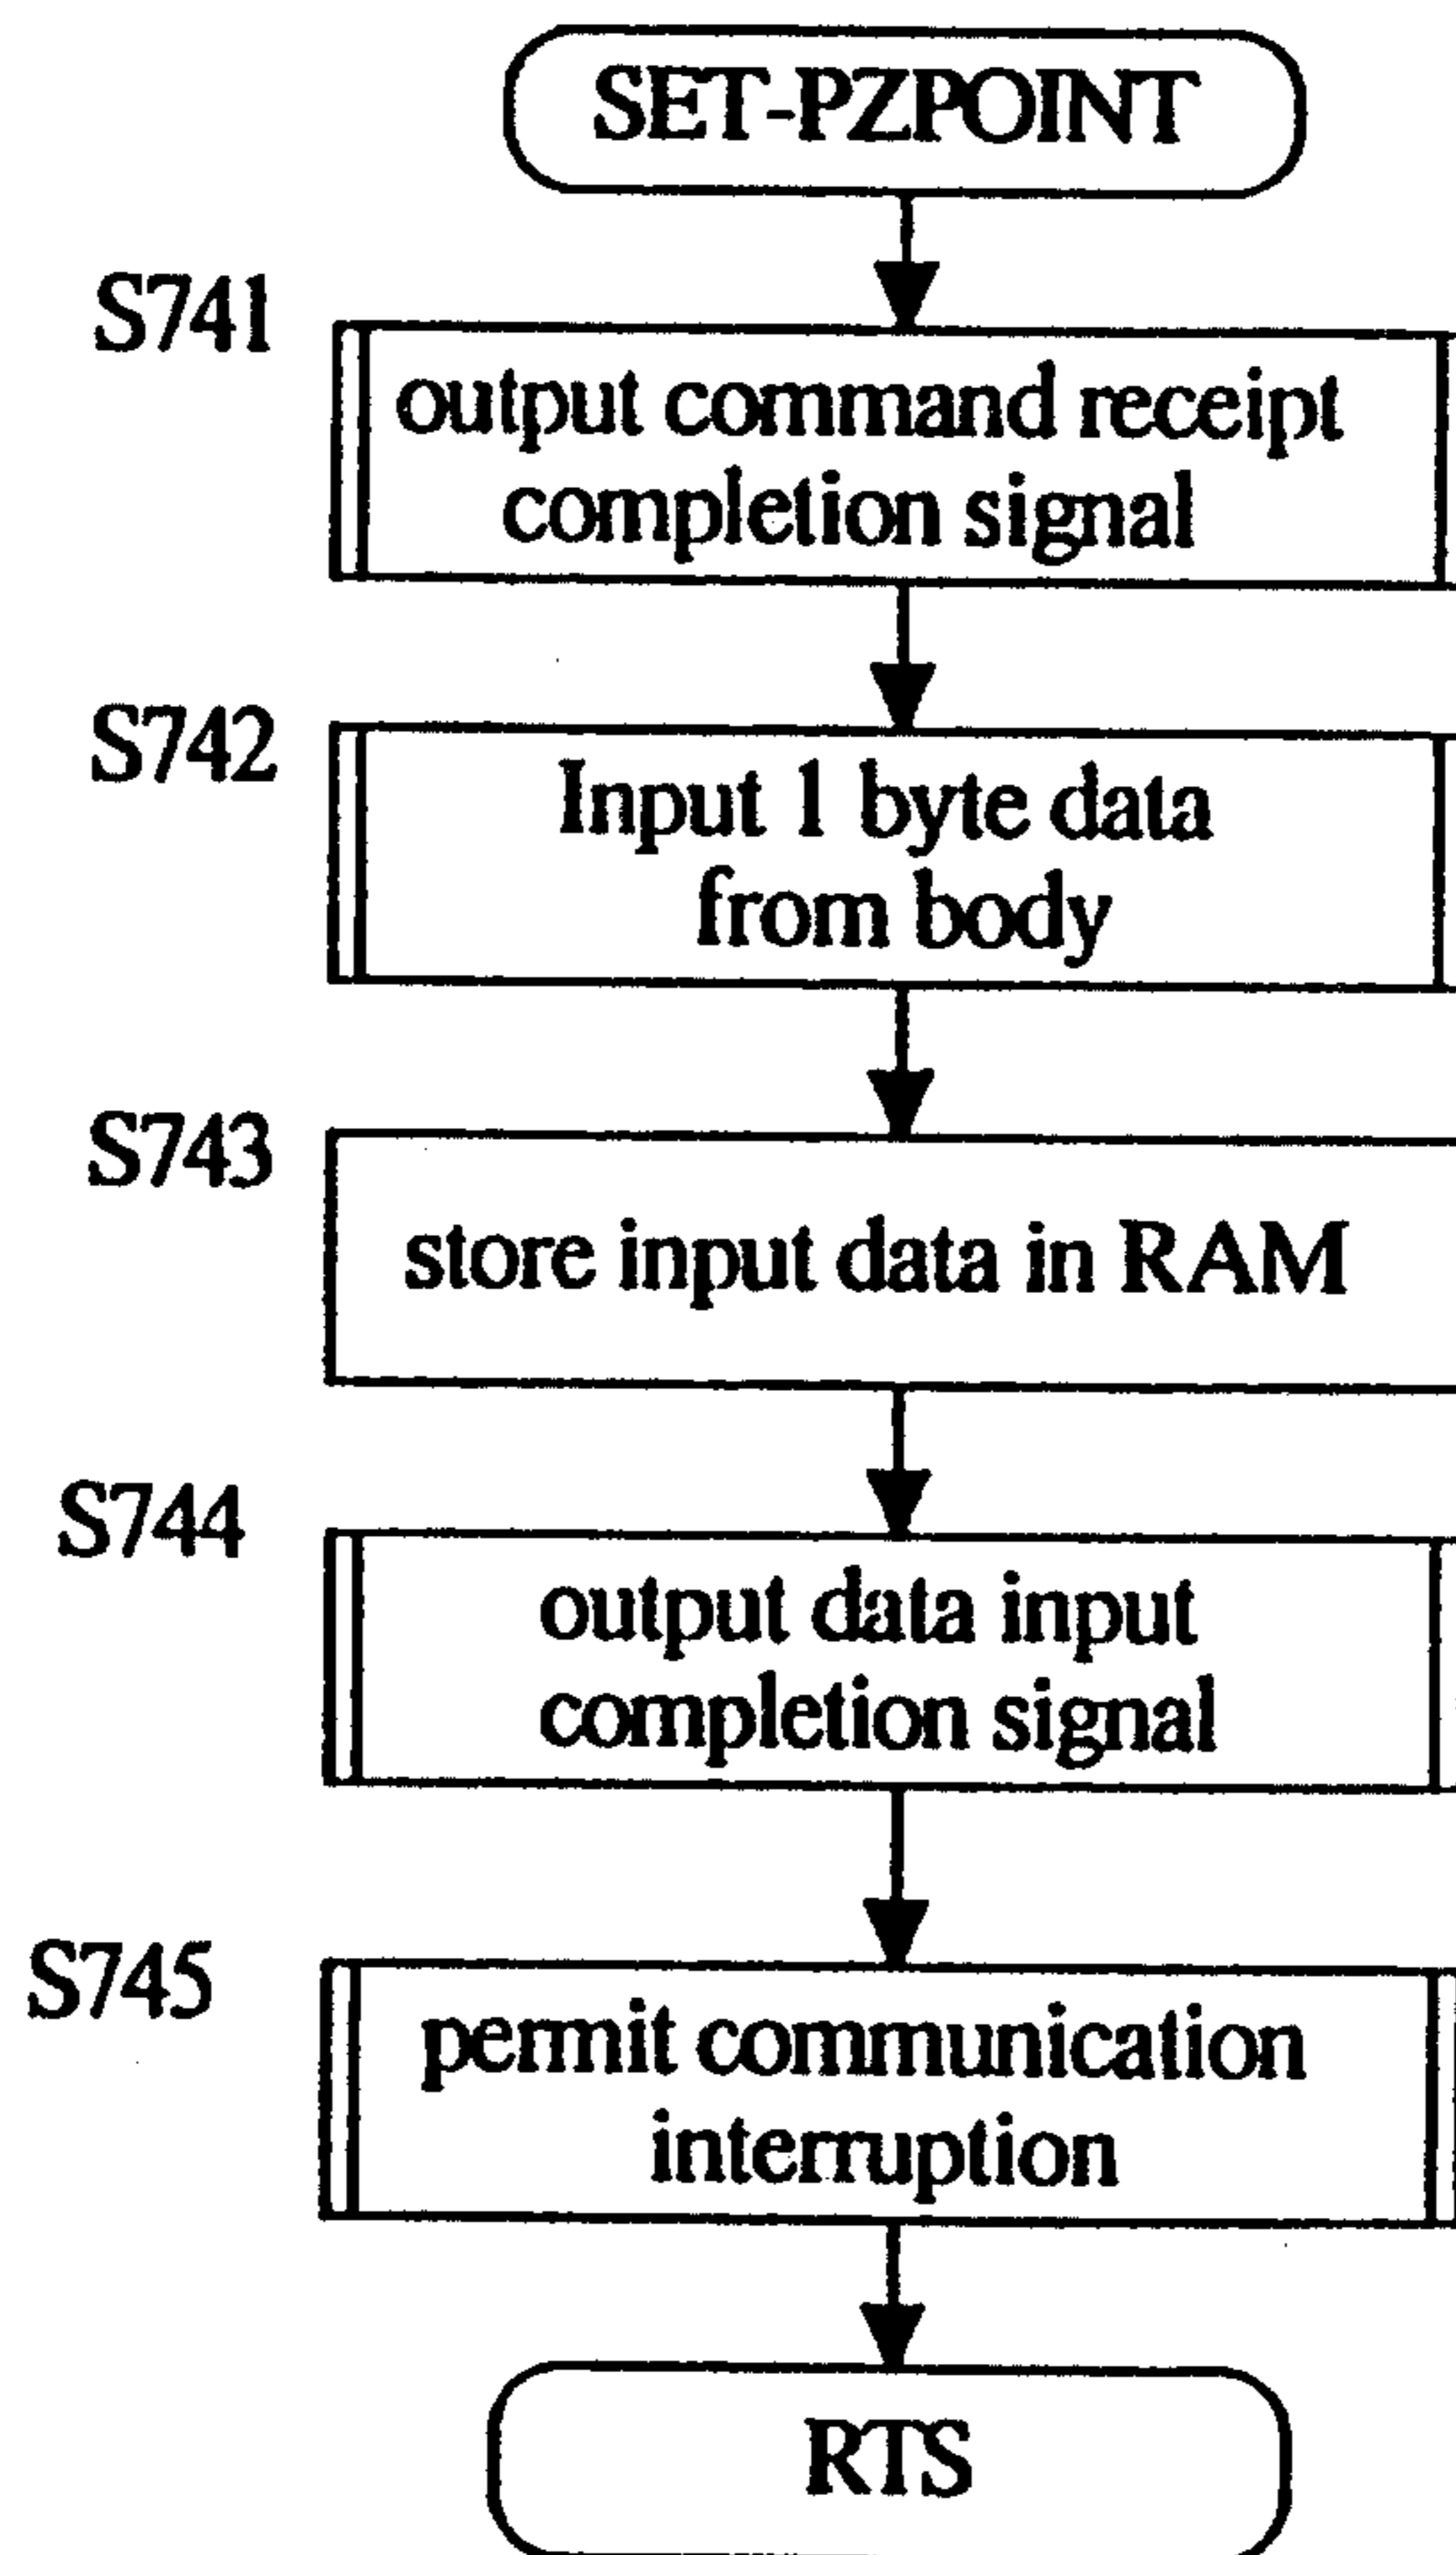 SET-PZPOINT
S741
output command receipt
completion signal
S742
Input 1 byte data
from body
S743
store input data in RAM
S744
output data input
completion signal
S745
permit communication
interruption
RTS